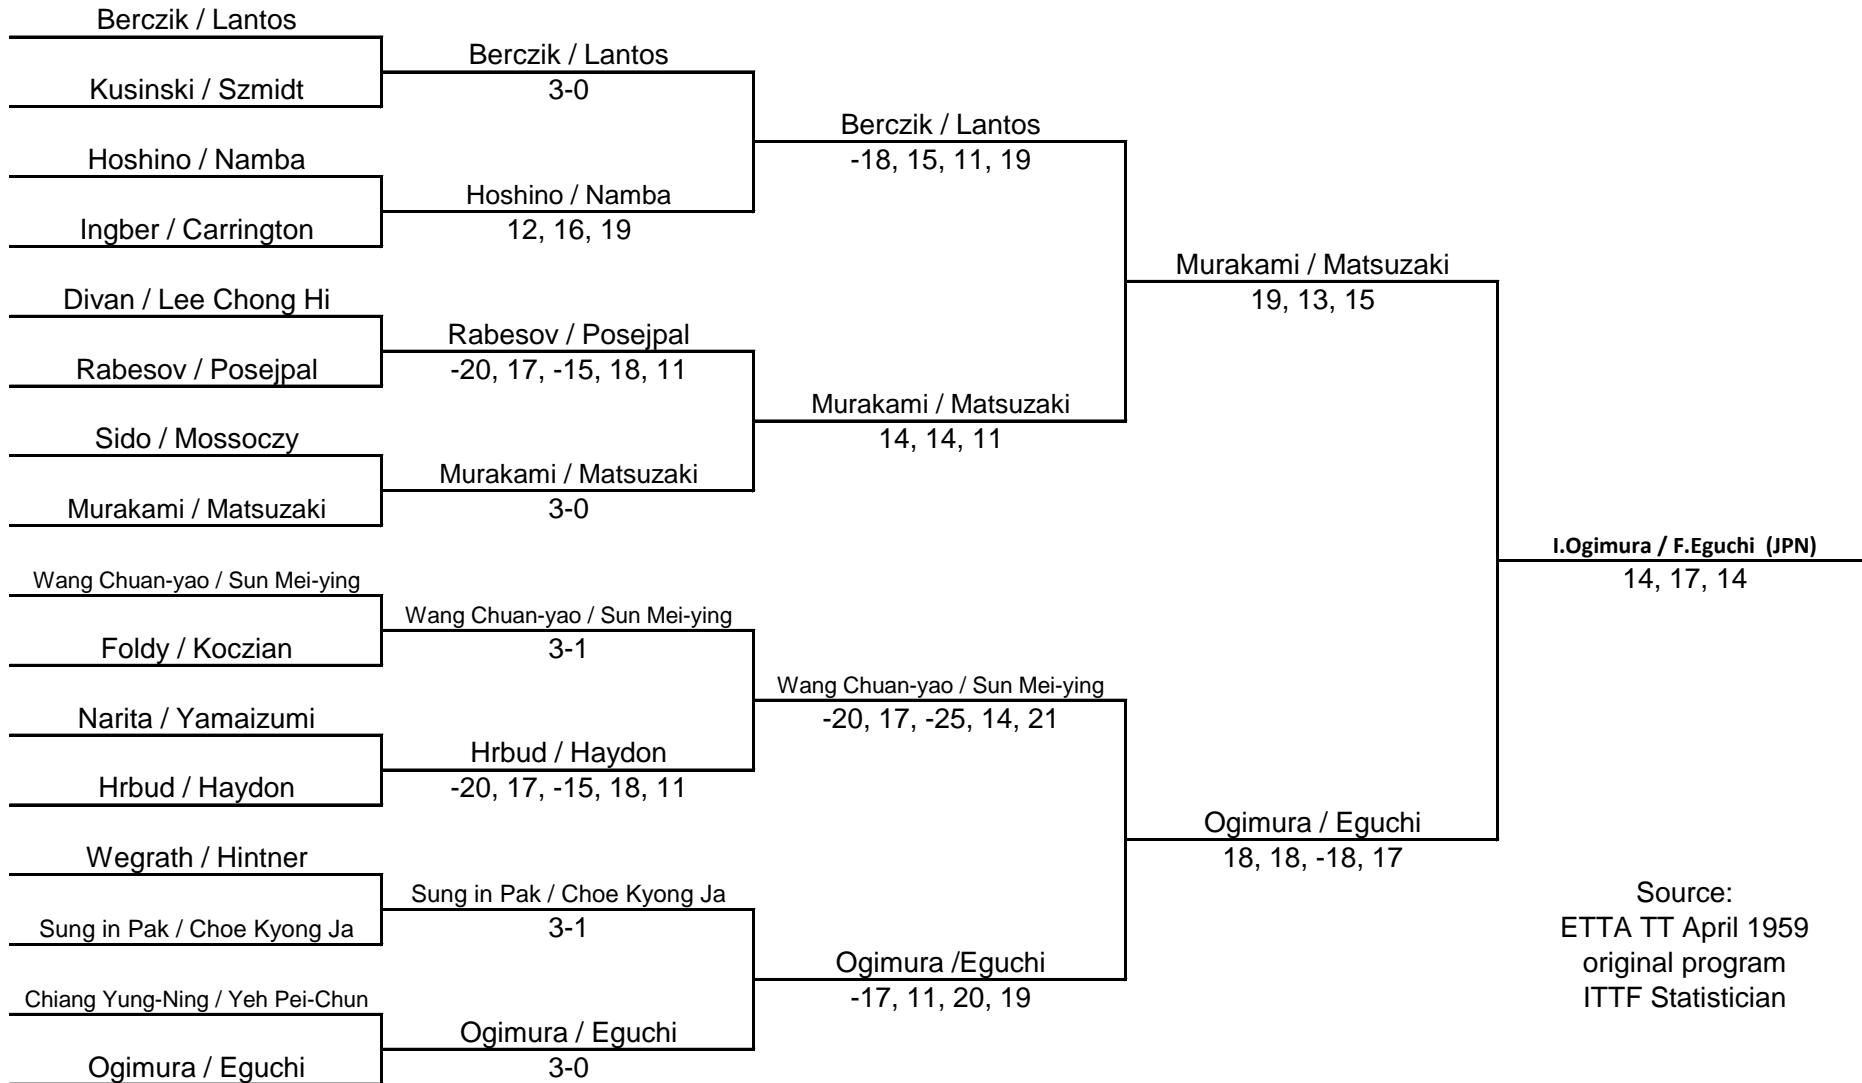 Berczik / Lantos
Kusinski / Szmidt
Hoshino / Namba
Ingber / Carrington
Divan / Lee Chong Hi
Rabesov / Posejpal
Sido / Mossoczy
Murakami / Matsuzaki
Wang Chuan-yao / Sun Mei-ying
Foldy / Koczian
Narita / Yamaizumi
Hrbud / Haydon
Wegrath / Hintner
Sung in Pak / Choe Kyong Ja
Chiang Yung-Ning / Yeh Pei-Chun
Ogimura / Eguchi
Berczik / Lantos
3-0
Hoshino / Namba
12, 16, 19
Rabesov / Posejpal
-20, 17, -15, 18, 11
Murakami / Matsuzaki
3-0
Wang Chuan-yao / Sun Mei-ying
3-1
Hrbud / Haydon
-20, 17, -15, 18, 11
Sung in Pak / Choe Kyong Ja
3-1
Ogimura / Eguchi
3-0
Berczik / Lantos
-18, 15, 11, 19
Murakami / Matsuzaki
14, 14, 11
Wang Chuan-yao / Sun Mei-ying
-20, 17, -25, 14, 21
Ogimura /Eguchi
-17, 11, 20, 19
Murakami / Matsuzaki
19, 13, 15
Ogimura / Eguchi
18, 18, -18, 17
I.Ogimura / F.Eguchi (JPN)
14, 17, 14
Source:
ETTA TT April 1959
original program
ITTF Statistician